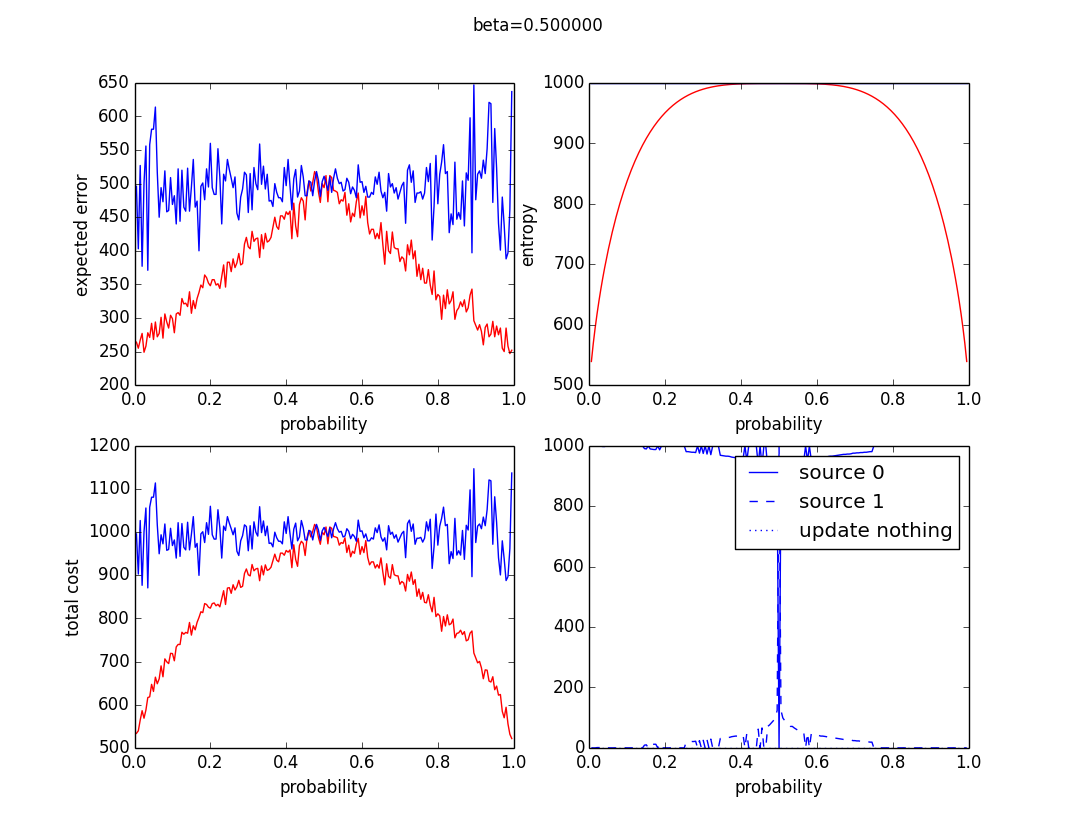 beta=0.500000
650
600
550
500
450
400
350
300
250
200
expected error
0.0 0.2 0.4 0.6 0.8 1.0
probability
1000
900
800
700
600
500
entropy
0.0 0.2 0.4 0.6 0.8 1.0
probability
1200
1100
1000
900
800
700
600
500
total cost
0.0 0.2 0.4 0.6 0.8 1.0
probability
1000
800
600
400
200
0
source 0
source 1
update nothing
0.0 0.2 0.4 0.6 0.8 1.0
probability